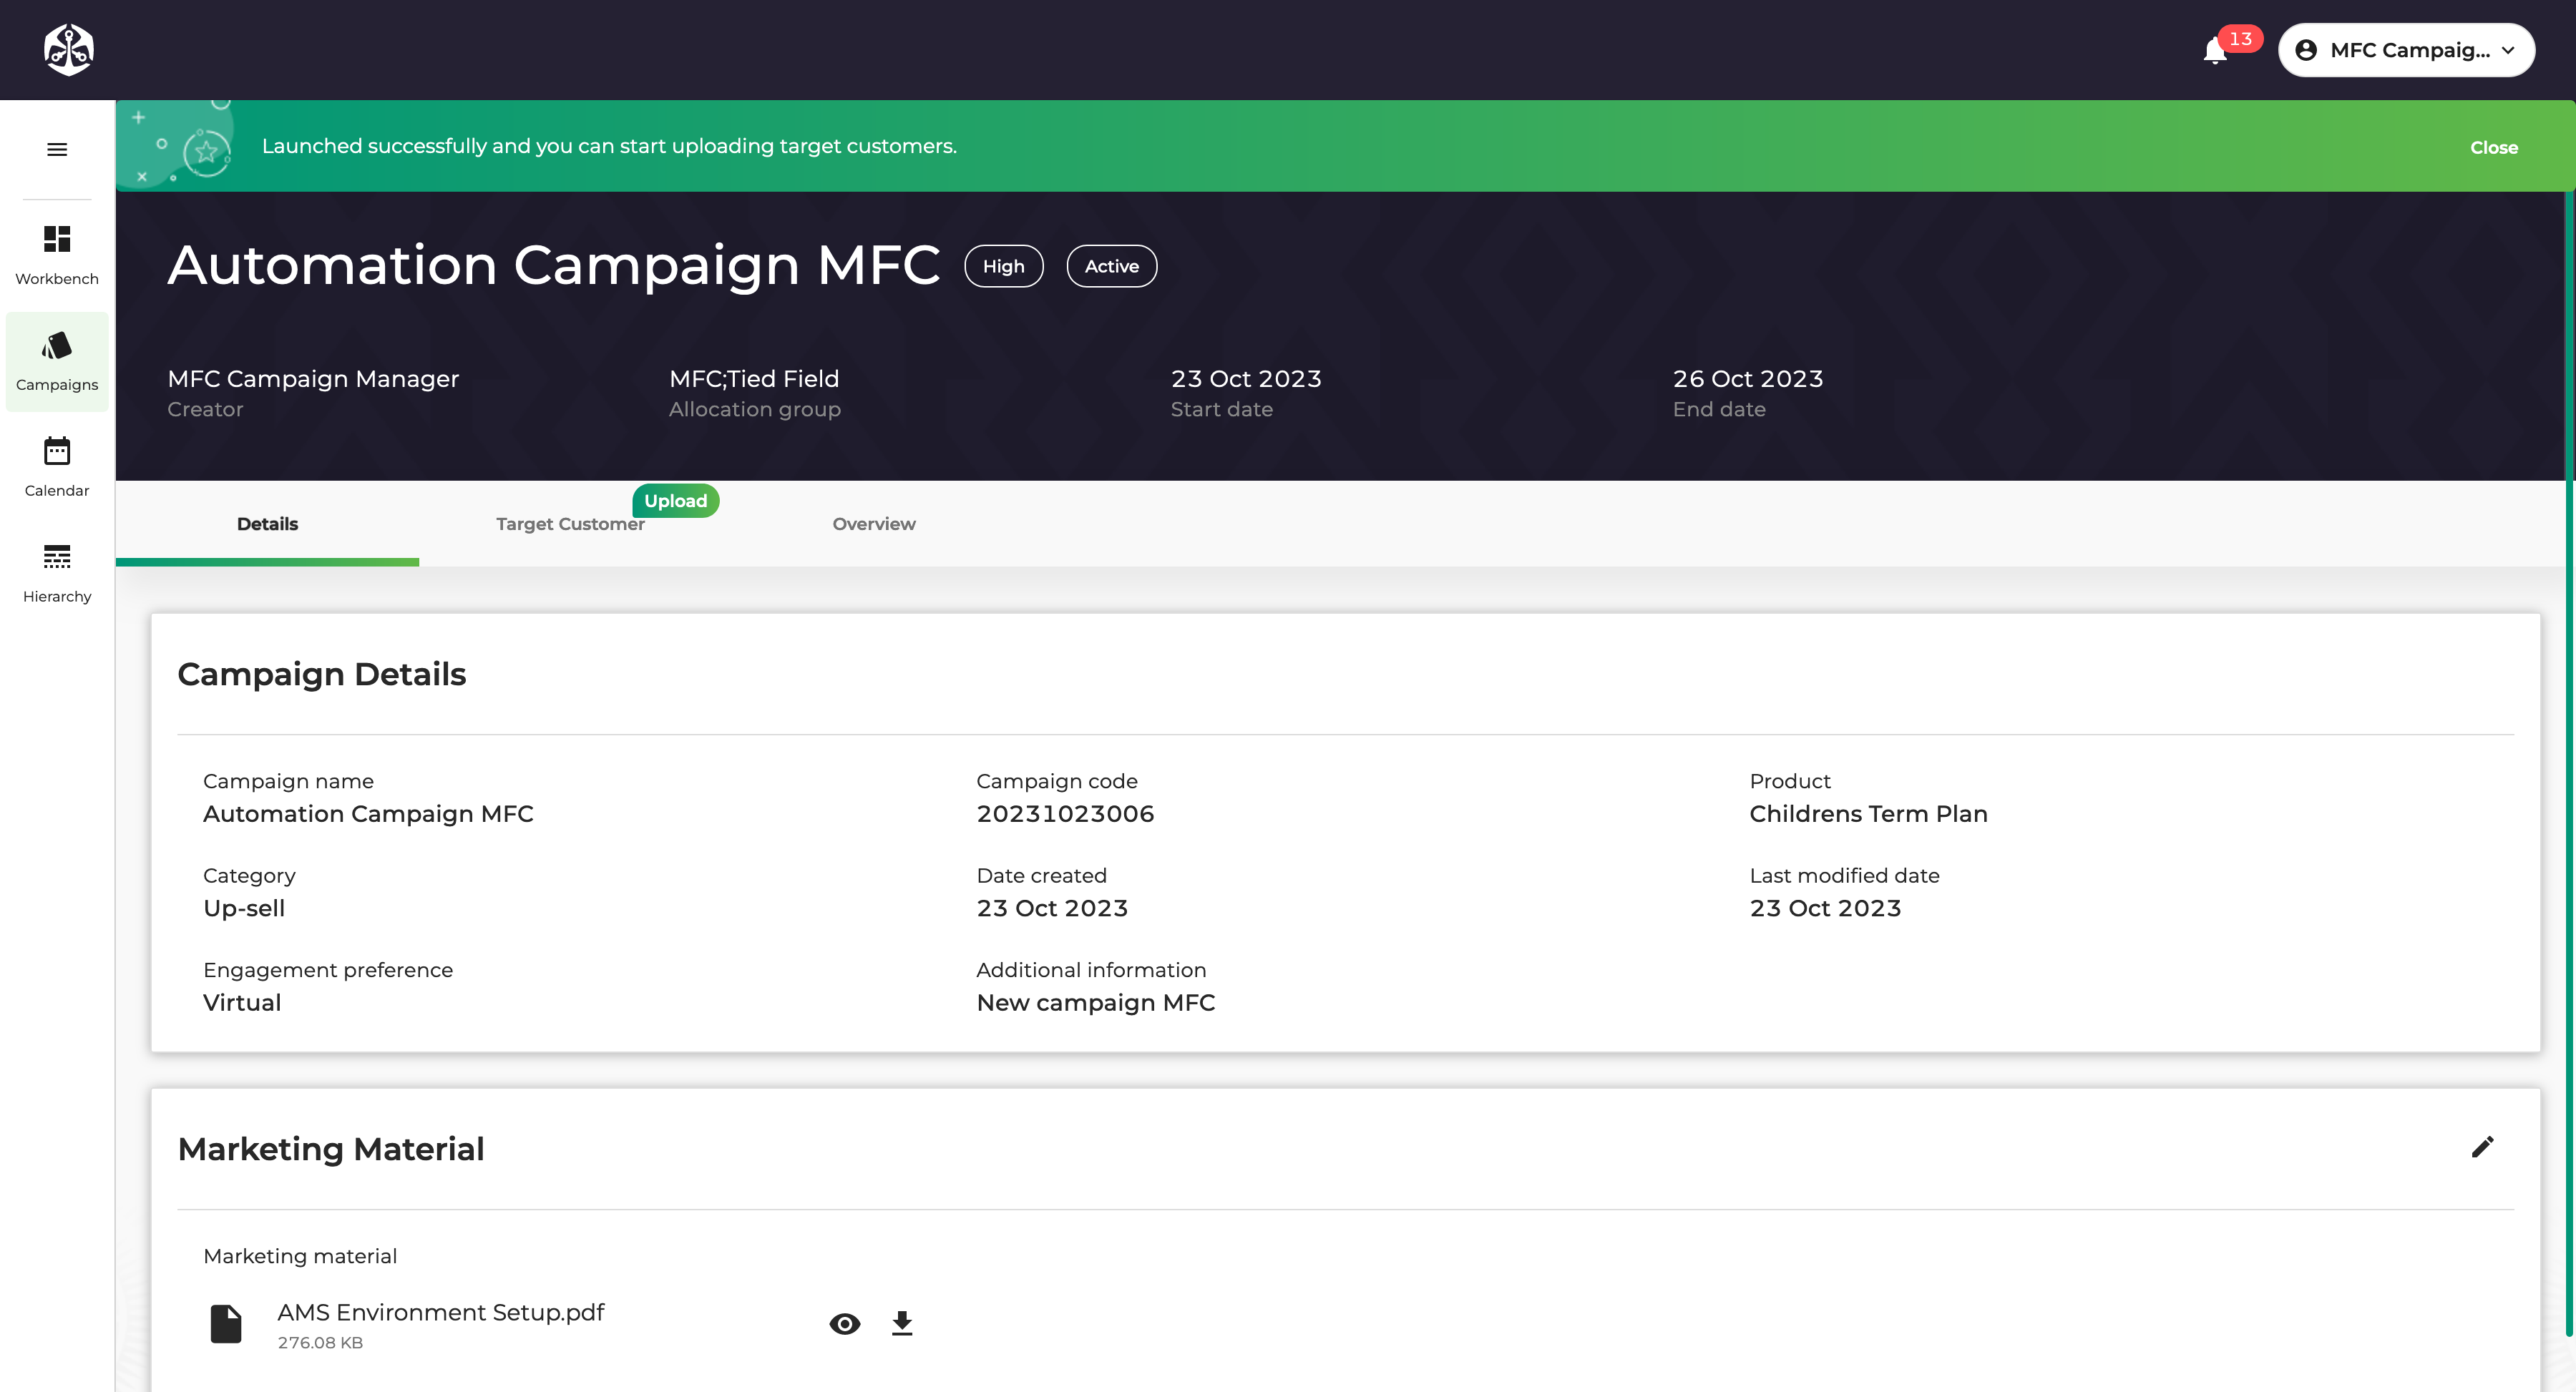 13
MFC Campaig...
Launched successfully and you can start uploading target customers.
Close
Workbench
Campaigns
Calendar
Hierarchy
Automation Campaign MFC
High
Active
MFC Campaign Manager
Creator
MFC;Tied Field
Allocation group
23 Oct 2023
Start date
26 Oct 2023
End date
Details
Target Customer
Upload
Overview
Campaign Details
Campaign name
Automation Campaign MFC
Campaign code
20231023006
Product
Childrens Term Plan
Category
Up-sell
Date created
23 Oct 2023
Last modified date
23 Oct 2023
Engagement preference
Virtual
Additional information
New campaign MFC
Marketing Material
Marketing material
AMS Environment Setup.pdf
276.08 KB